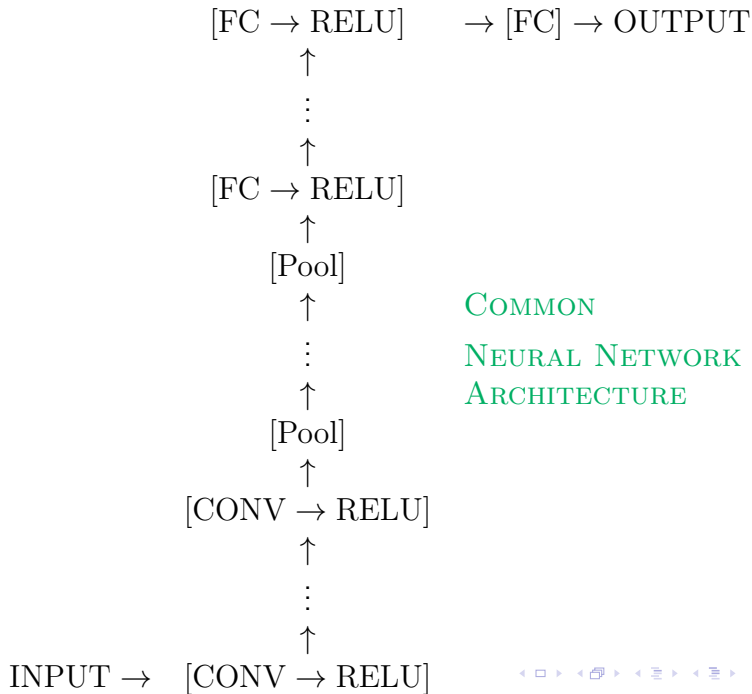 [FC → RELU] → [FC] → OUTPUT
↑
⋮
↑
[FC → RELU]
↑
[Pool]
↑
COMMON
⋮
NEURAL NETWORK
↑
ARCHITECTURE
[Pool]
↑
[CONV → RELU]
↑
⋮
↑
INPUT → [CONV → RELU]